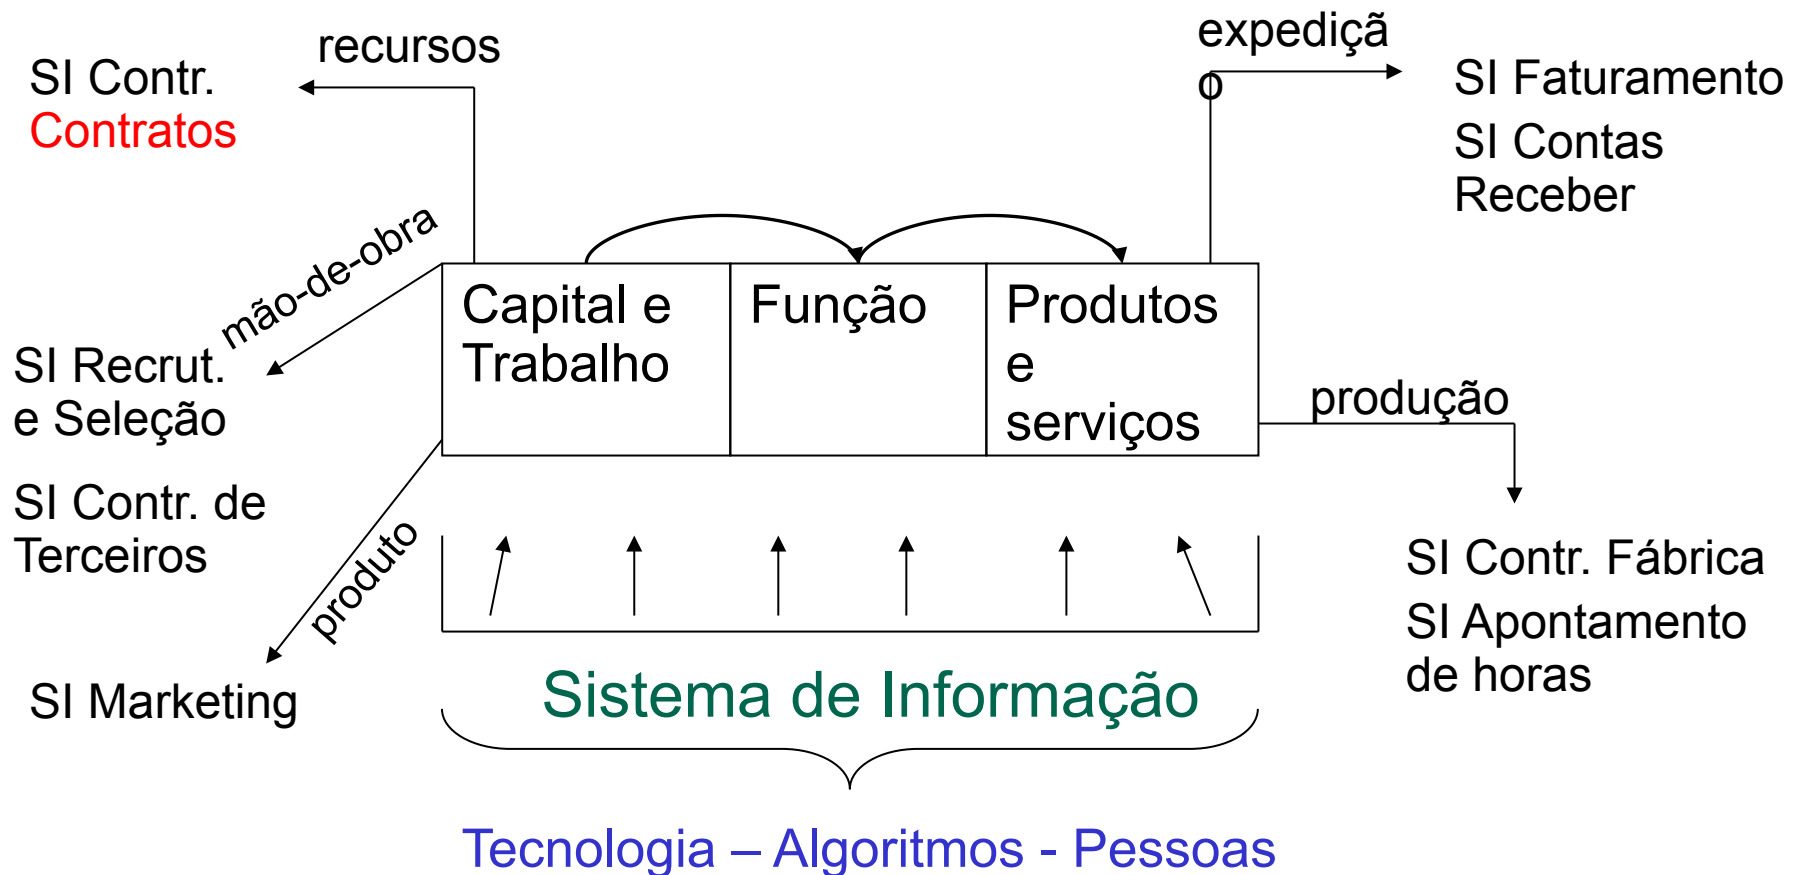 recursos
SI Contr.
Contratos
expediçã
o
SI Faturamento
SI Contas
Receber
mão-de-obra
Capital e
Trabalho
Função
Produtos
e
serviços
SI Recrut.
e Seleção
produção
SI Contr. de
Terceiros
produto
SI Contr. Fábrica
SI Apontamento
de horas
SI Marketing
Sistema de Informação
Tecnologia – Algoritmos - Pessoas